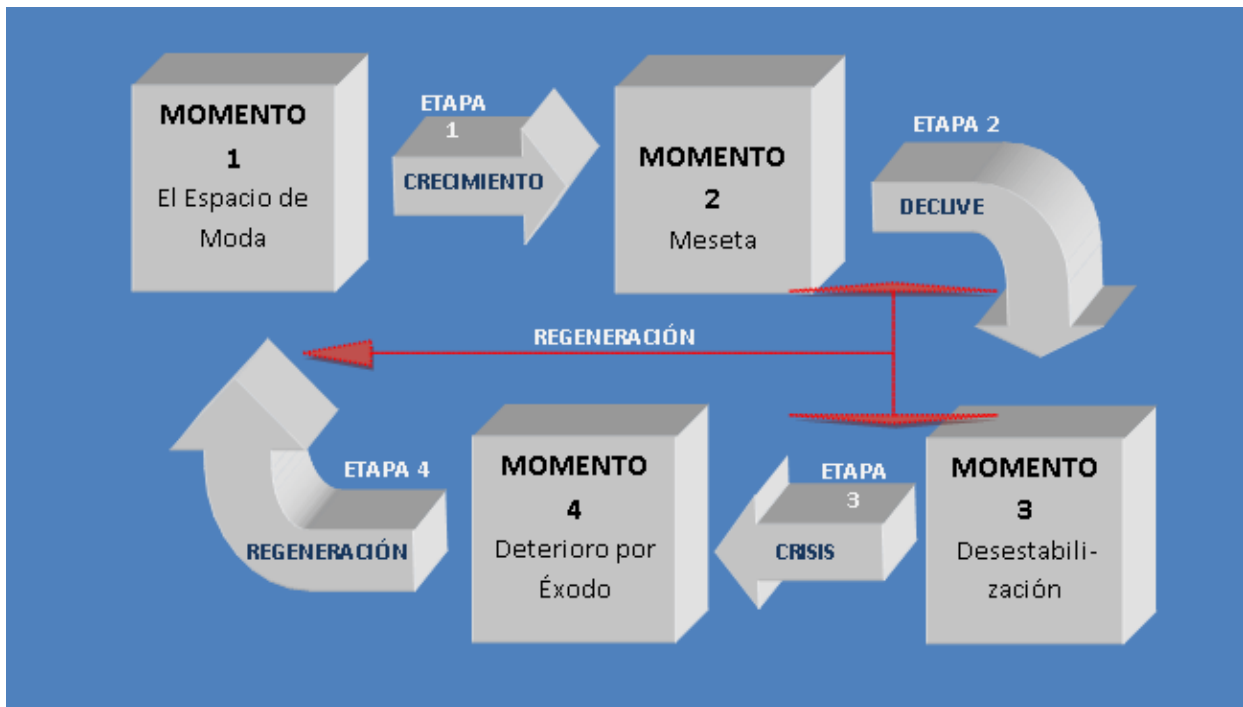 MOMENTO
1
El Espacio de
Moda
ETAPA
1
CRECIMIENTO
MOMENTO
2
Meseta
ETAPA 2
DECLIVE
REGENERACIÓN
MOMENTO
3
Desestabili-
zación
ETAPA
3
CRISIS
MOMENTO
4
Deterioro por
Éxodo
ETAPA 4
REGENERACIÓN